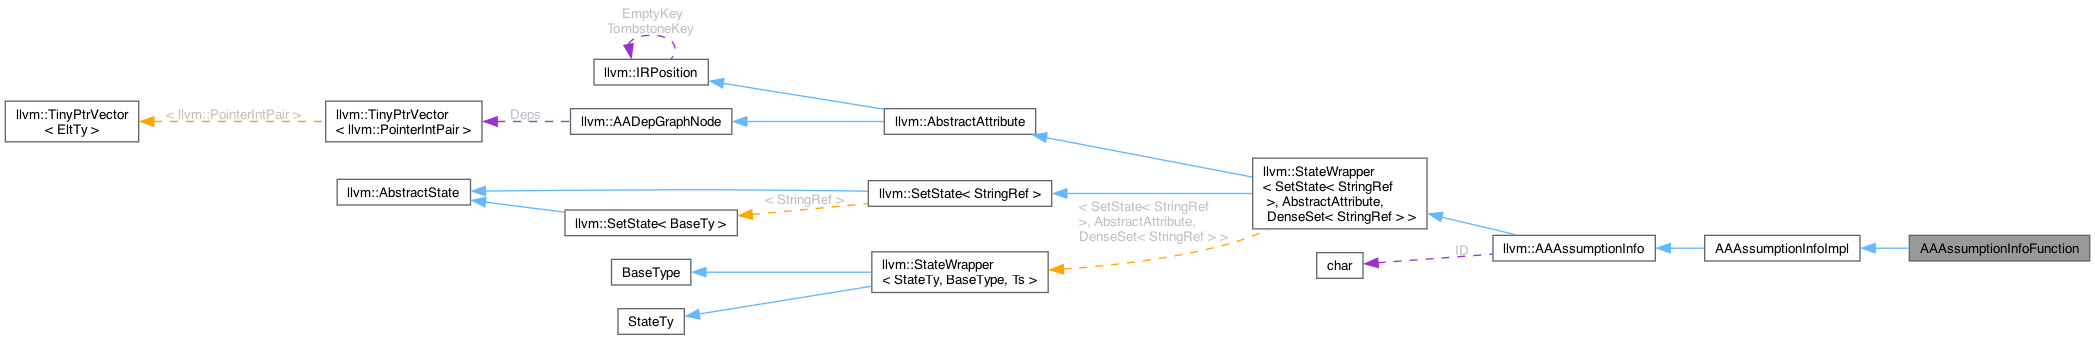 EmptyKey
TombstoneKey
llvm::IRPosition
llvm::TinyPtrVector
< EltTy >
< llvm::PointerIntPair >
llvm::TinyPtrVector
< llvm::PointerIntPair >
Deps
llvm::AADepGraphNode
llvm::AbstractAttribute
llvm::AbstractState
llvm::SetState< StringRef >
< StringRef >
llvm::SetState< BaseTy >
llvm::StateWrapper
< SetState< StringRef
>, AbstractAttribute,
DenseSet< StringRef > >
< SetState< StringRef
>, AbstractAttribute,
DenseSet< StringRef > >
BaseType
llvm::StateWrapper
< StateTy, BaseType, Ts >
StateTy
char
ID
llvm::AAAssumptionInfo
AAAssumptionInfoImpl
AAAssumptionInfoFunction